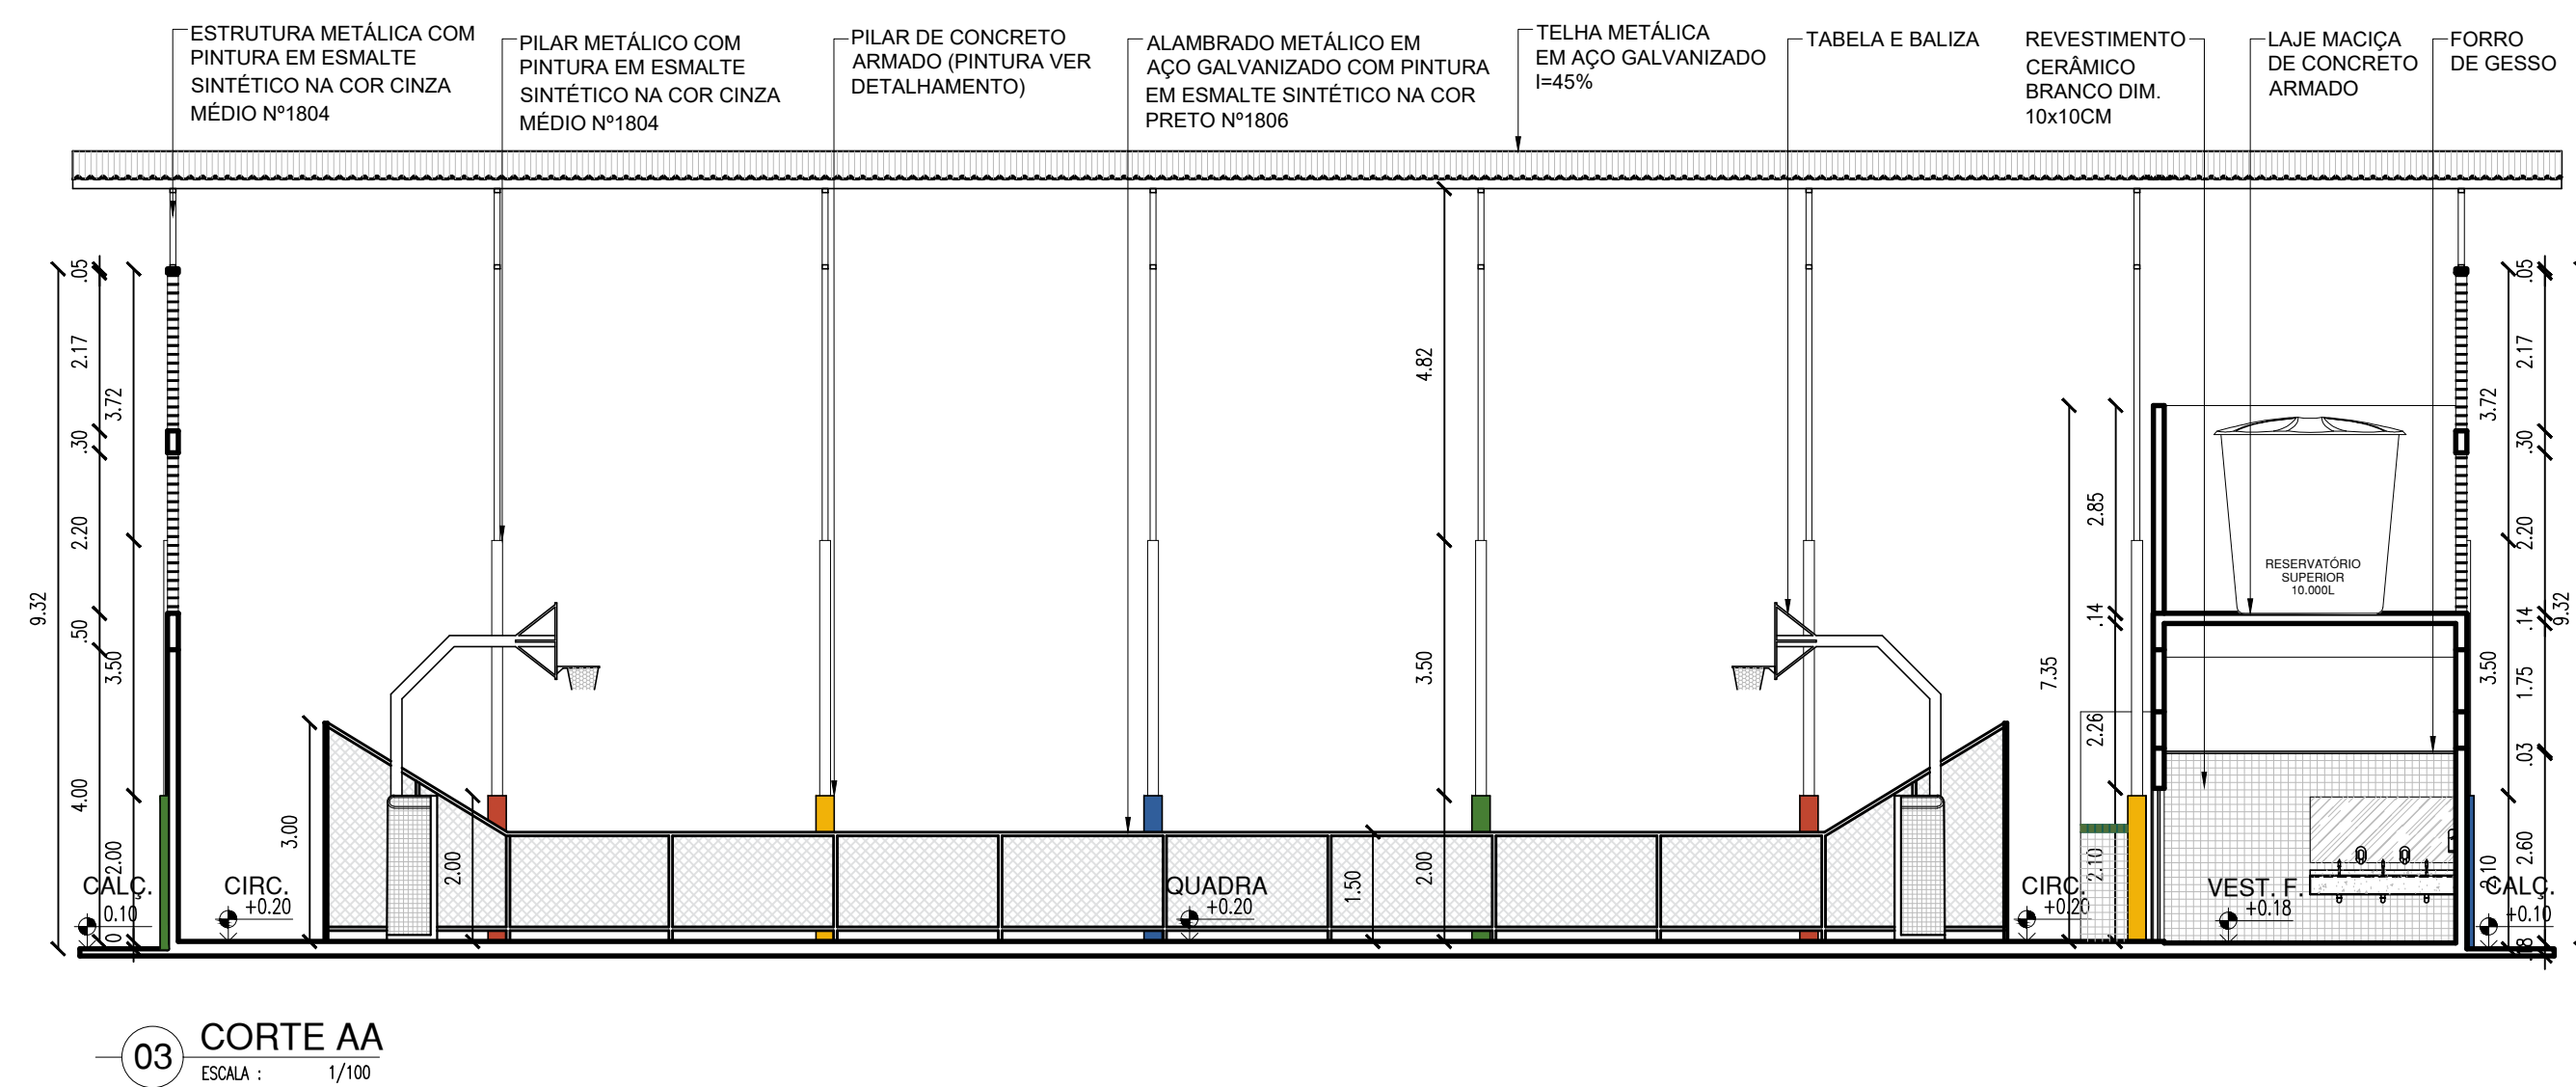 ESTRUTURA METÁLICA COM
PINTURA EM ESMALTE
SINTÉTICO NA COR CINZA
MÉDIO Nº1804
PILAR METÁLICO COM
PINTURA EM ESMALTE
SINTÉTICO NA COR CINZA
MÉDIO Nº1804
PILAR DE CONCRETO
ARMADO (PINTURA VER
DETALHAMENTO)
ALAMBRADO METÁLICO EM
AÇO GALVANIZADO COM PINTURA
EM ESMALTE SINTÉTICO NA COR
PRETO Nº1806
TELHA METÁLICA
EM AÇO GALVANIZADO
I=45%
TABELA E BALIZA
REVESTIMENTO
CERÂMICO
BRANCO DIM.
10x10CM
LAJE MACIÇA
DE CONCRETO
ARMADO
FORRO
DE GESSO
9.32
.05
2.17
.30
2.20
.50
4.00
3.72
3.50
2.00
0
3.00
2.00
4.82
3.50
2.00
1.50
7.35
2.85
.14
2.26
2.10
3.72
3.50
2.10
.05
2.17
.30
2.20
.14
1.75
.03
2.60
9.32
RESERVATÓRIO
SUPERIOR
10.000L
CALÇ.
0.10
CIRC.
+0.20
QUADRA
+0.20
CIRC.
+0.20
VEST. F.
+0.18
CALÇ.
+0.10
03
CORTE AA
ESCALA : 1/100